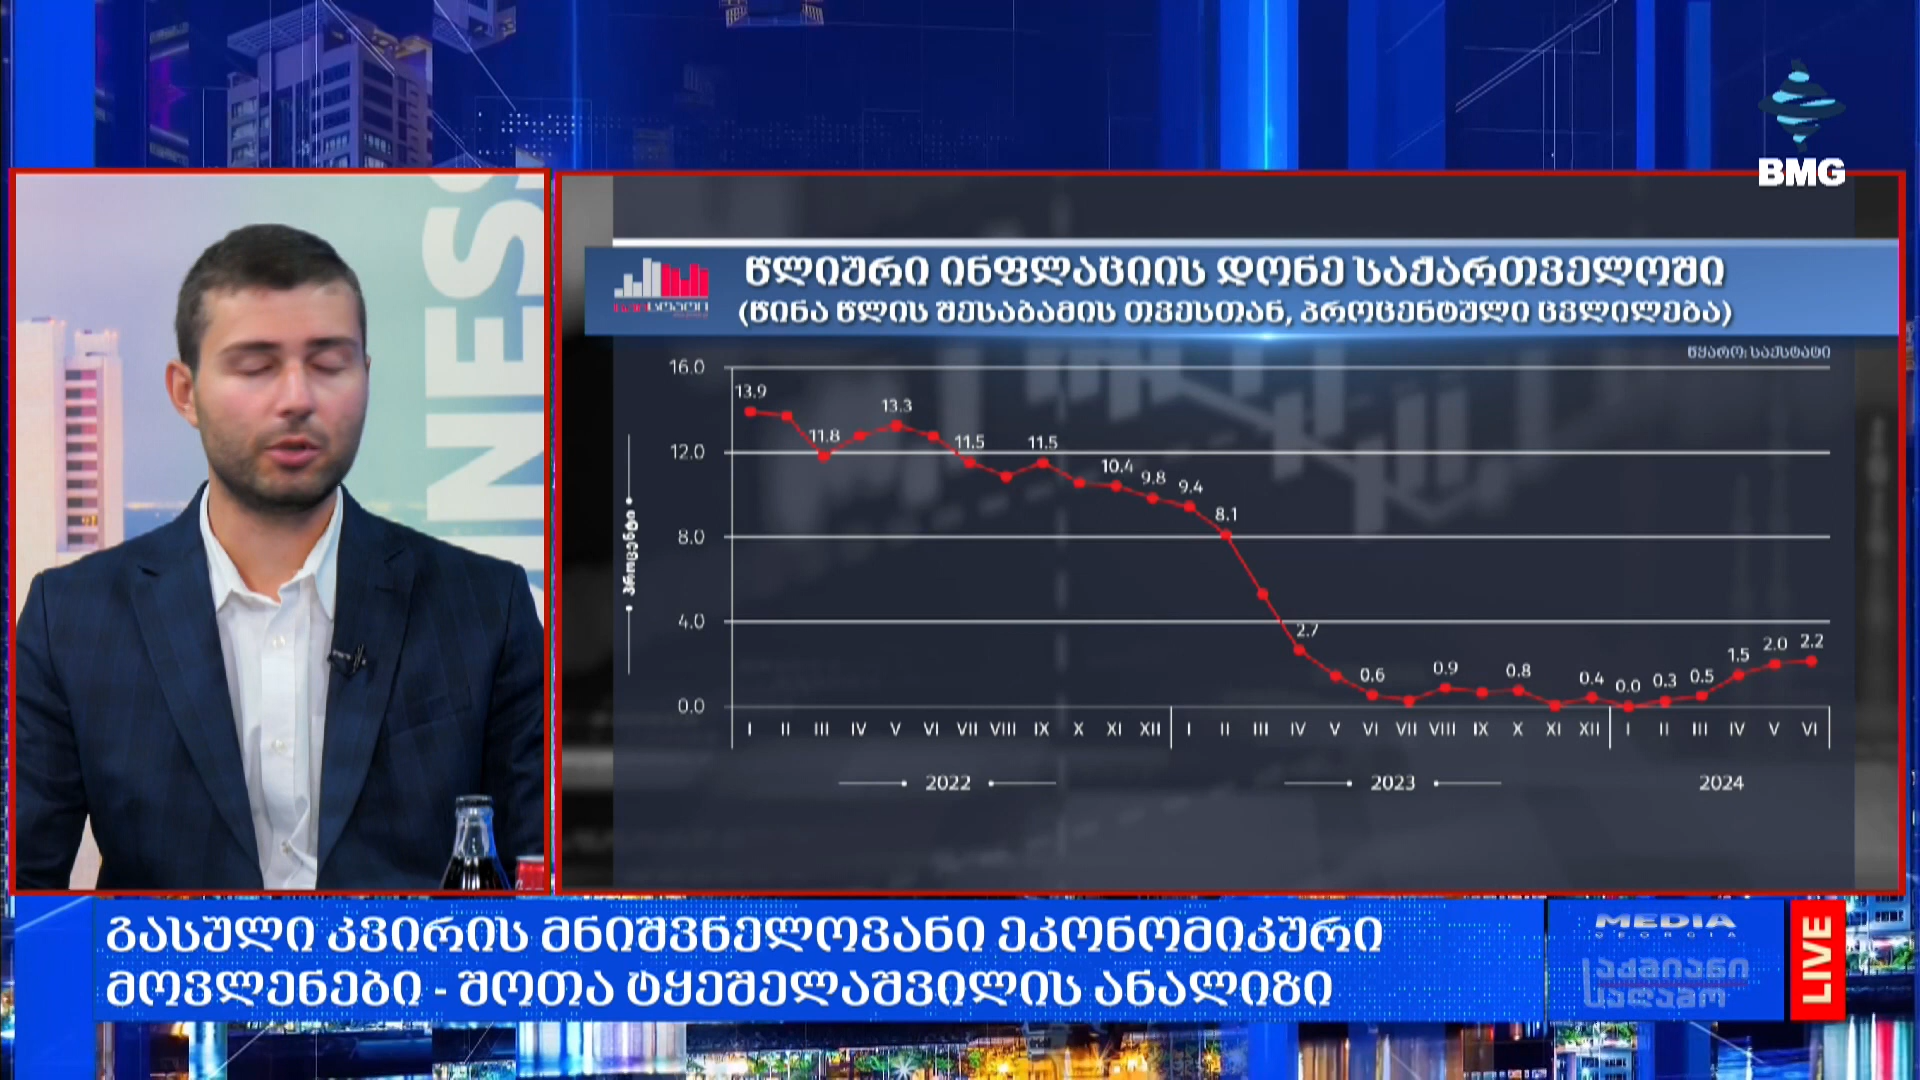 BMG
INESS
წლიური ინფლაციის დონე საქართველოში
(წინა წლის შესაბამის თვესთან, პროცენტული ცვლილება)
წყარო: საქსტატი
პროცენტი
16.0
12.0
8.0
4.0
0.0
13.9 11.8 13.3 11.5 11.5 10.4 9.8 9.4 8.1 2.7 0.6 0.9 0.8 0.4 0.0 0.3 0.5 1.5 2.0 2.2
I II III IV V VI VII VIII IX X XI XII I II III IV V VI VII VIII IX X XI XII I II III IV V VI
2022 2023 2024
გასული კვირის მნიშვნელოვანი ეკონომიკური
მოვლენები - შოთა ტყეშელაშვილის ანალიზი
MEDIA
GEORGIA
საქმიანი
საღამო
LIVE